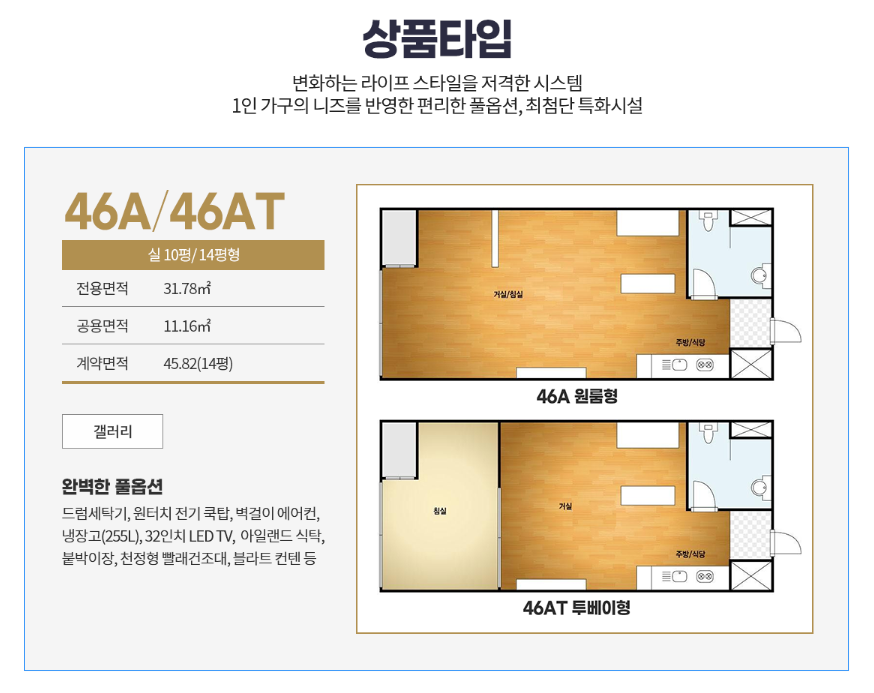 상품타입
변화하는 라이프 스타일을 저격한 시스템
1인 가구의 니즈를 반영한 편리한 풀옵션, 최첨단 특화시설
46A/46AT
실 10평/ 14평형
전용면적 31.78㎡
공용면적 11.16㎡
계약면적 45.82(14평)
갤러리
완벽한 풀옵션
드럼세탁기, 원터치 전기 쿡탑, 벽걸이 에어컨,
냉장고(255L), 32인치 LED TV, 아일랜드 식탁,
붙박이장, 천정형 빨래건조대, 블라트 컨텐 등
거실/침실
주방/식당
46A 원룸형
침실
거실
주방/식당
46AT 투베이형